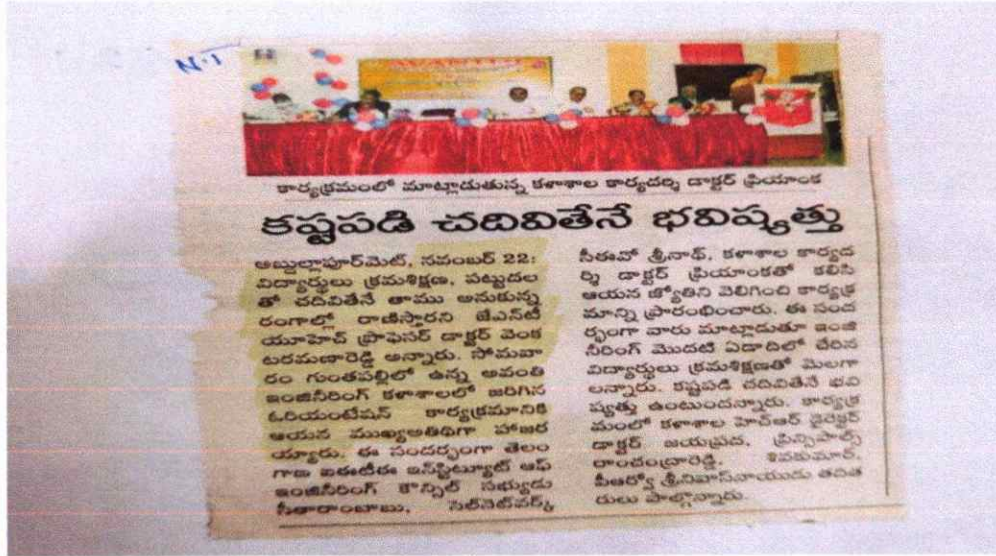 N.T
కార్యక్రమంలో మాట్లాడుతున్న కళాశాల కార్యదర్శి డాక్టర్ ప్రియాంక
కష్టపడి చదివితేనే భవిష్యత్తు
అబ్దుల్లాపూర్‌మెట్, నవంబర్ 22:
విద్యార్థులు క్రమశిక్షణ, పట్టుదల
తో చదివితేనే తాము అనుకున్న
రంగాల్లో రాణిస్తారని జేఎన్‌టీ
యూహెచ్ ప్రొఫెసర్ డాక్టర్ వెంక
టరమణారెడ్డి అన్నారు. సోమవా
రం గుంతపల్లిలో ఉన్న అవంతి
ఇంజినీరింగ్ కళాశాలలో జరిగిన
ఓరియంటేషన్ కార్యక్రమానికి
ఆయన ముఖ్యఅతిథిగా హాజర
య్యారు. ఈ సందర్భంగా తెలం
గాణ ఐఈటీఈ ఇన్‌స్టిట్యూట్ ఆఫ్
ఇంజినీరింగ్ కౌన్సిల్ సభ్యుడు
సీతారాంబాబు, సెల్‌నెట్‌వర్క్
సీఈవో శ్రీనాథ్, కళాశాల కార్యద
ర్శి డాక్టర్ ప్రియాంకతో కలిసి
ఆయన జ్యోతిని వెలిగించి కార్యక్ర
మాన్ని ప్రారంభించారు. ఈ సంద
ర్భంగా వారు మాట్లాడుతూ ఇంజి
నీరింగ్ మొదటి ఏడాదిలో చేరిన
విద్యార్థులు క్రమశిక్షణతో మెలగా
లన్నారు. కష్టపడి చదివితేనే భవి
ష్యత్తు ఉంటుందన్నారు. కార్యక్ర
మంలో కళాశాల హెచ్ఆర్ డైరెక్టర్
డాక్టర్ జయప్రద, ప్రిన్సిపాల్స్
రాంచంద్రారెడ్డి, శివకుమార్,
పీఆర్వో శ్రీనివాస్‌నాయుడు తదిత
రులు పాల్గొన్నారు.